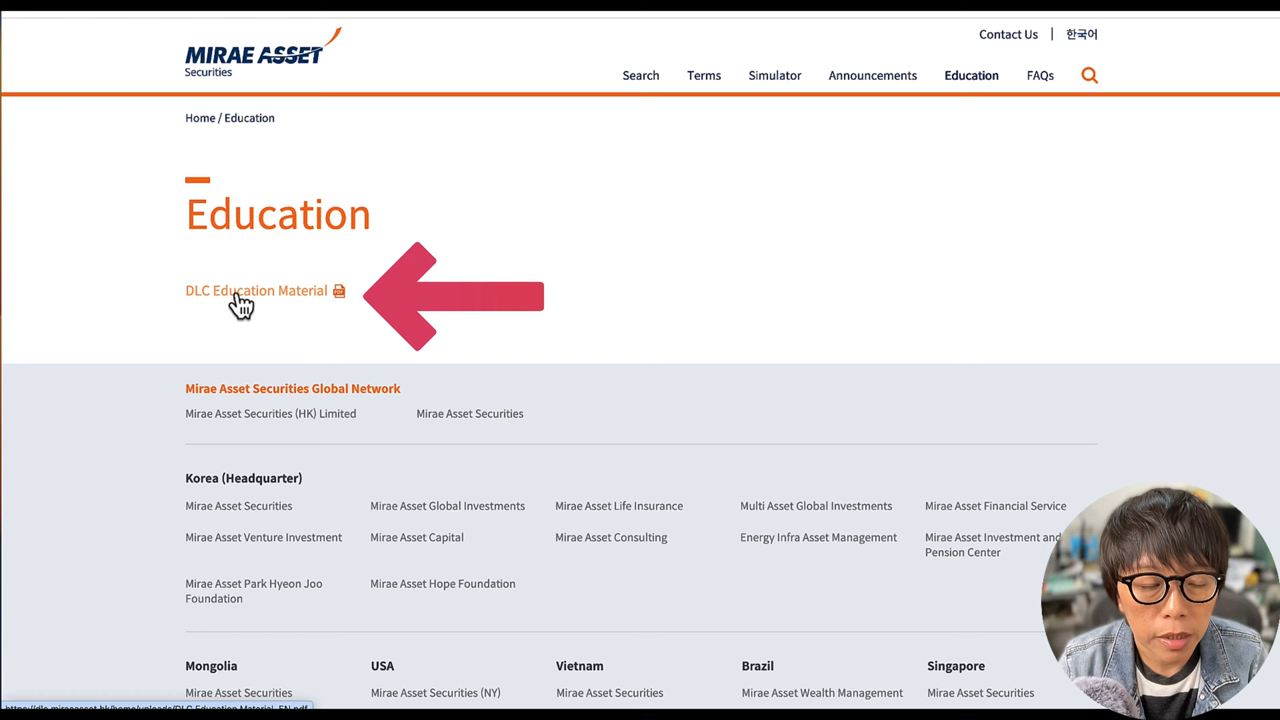 MIRAE ASSET
Securities
Contact Us | 한국어
Search Terms Simulator Announcements Education FAQs
Home / Education
Education
DLC Education Material
PDF
Mirae Asset Securities Global Network
Mirae Asset Securities (HK) Limited Mirae Asset Securities
Korea (Headquarter)
Mirae Asset Securities Mirae Asset Global Investments Mirae Asset Life Insurance Multi Asset Global Investments Mirae Asset Financial Service
Mirae Asset Venture Investment Mirae Asset Capital Mirae Asset Consulting Energy Infra Asset Management Mirae Asset Investment and
Pension Center
Mirae Asset Park Hyeon Joo Mirae Asset Hope Foundation
Foundation
Mongolia USA Vietnam Brazil Singapore
Mirae Asset Securities Mirae Asset Securities (NY) Mirae Asset Securities Mirae Asset Wealth Management Mirae Asset Securities